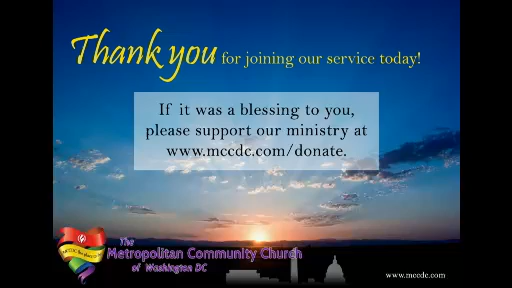 Thank you for joining our service today!
If it was a blessing to you,
please support our ministry at
www.mccdc.com/donate.
The
Metropolitan Community Church
of Washington DC
www.mccdc.com